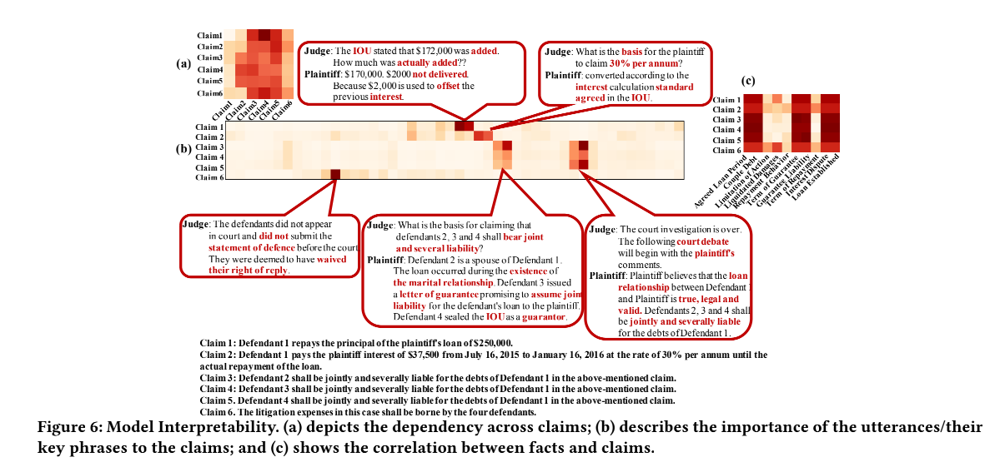 (a)
Claim1
Claim2
Claim3
Claim4
Claim5
Claim6
Claim1
Claim2
Claim3
Claim4
Claim5
Claim6
Judge: The IOU stated that $172,000 was added.
How much was actually added??
Plaintiff: $170,000. $2000 not delivered.
Because $2,000 is used to offset the
previous interest.
Judge: What is the basis for the plaintiff
to claim 30% per annum?
Plaintiff: converted according to the
interest calculation standard
agreed in the IOU.
(c)
Claim 1
Claim 2
Claim 3
Claim 4
Claim 5
Claim 6
Agreed Loan Period
Couple Debt
Limitation of Action
Liquidated Damages
Repayment Behavior
Term of Guarantee
Guarantee Liability
Term of Repayment
Interest Dispute
Loan Established
(b)
Claim 1
Claim 2
Claim 3
Claim 4
Claim 5
Claim 6
Judge: The defendants did not appear
in court and did not submit the
statement of defence before the court.
They were deemed to have waived
their right of reply.
Judge: What is the basis for claiming that
defendants 2, 3 and 4 shall bear joint
and several liability?
Plaintiff: Defendant 2 is a spouse of Defendant 1.
The loan occurred during the existence of
the marital relationship. Defendant 3 issued
a letter of guarantee promising to assume joint
liability for the defendant's loan to the plaintiff.
Defendant 4 sealed the IOU as a guarantor.
Judge: The court investigation is over.
The following court debate
will begin with the plaintiff's
comments.
Plaintiff: Plaintiff believes that the loan
relationship between Defendant 1
and Plaintiff is true, legal and
valid. Defendants 2, 3 and 4 shall
be jointly and severally liable
for the debts of Defendant 1.
Claim 1: Defendant 1 repays the principal of the plaintiff's loan of $250,000.
Claim 2: Defendant 1 pays the plaintiff interest of $37,500 from July 16, 2015 to January 16, 2016 at the rate of 30% per annum until the
actual repayment of the loan.
Claim 3: Defendant 2 shall be jointly and severally liable for the debts of Defendant 1 in the above-mentioned claim.
Claim 4: Defendant 3 shall be jointly and severally liable for the debts of Defendant 1 in the above-mentioned claim.
Claim 5. Defendant 4 shall be jointly and severally liable for the debts of Defendant 1 in the above-mentioned claim.
Claim 6. The litigation expenses in this case shall be borne by the four defendants.
Figure 6: Model Interpretability. (a) depicts the dependency across claims; (b) describes the importance of the utterances/their
key phrases to the claims; and (c) shows the correlation between facts and claims.